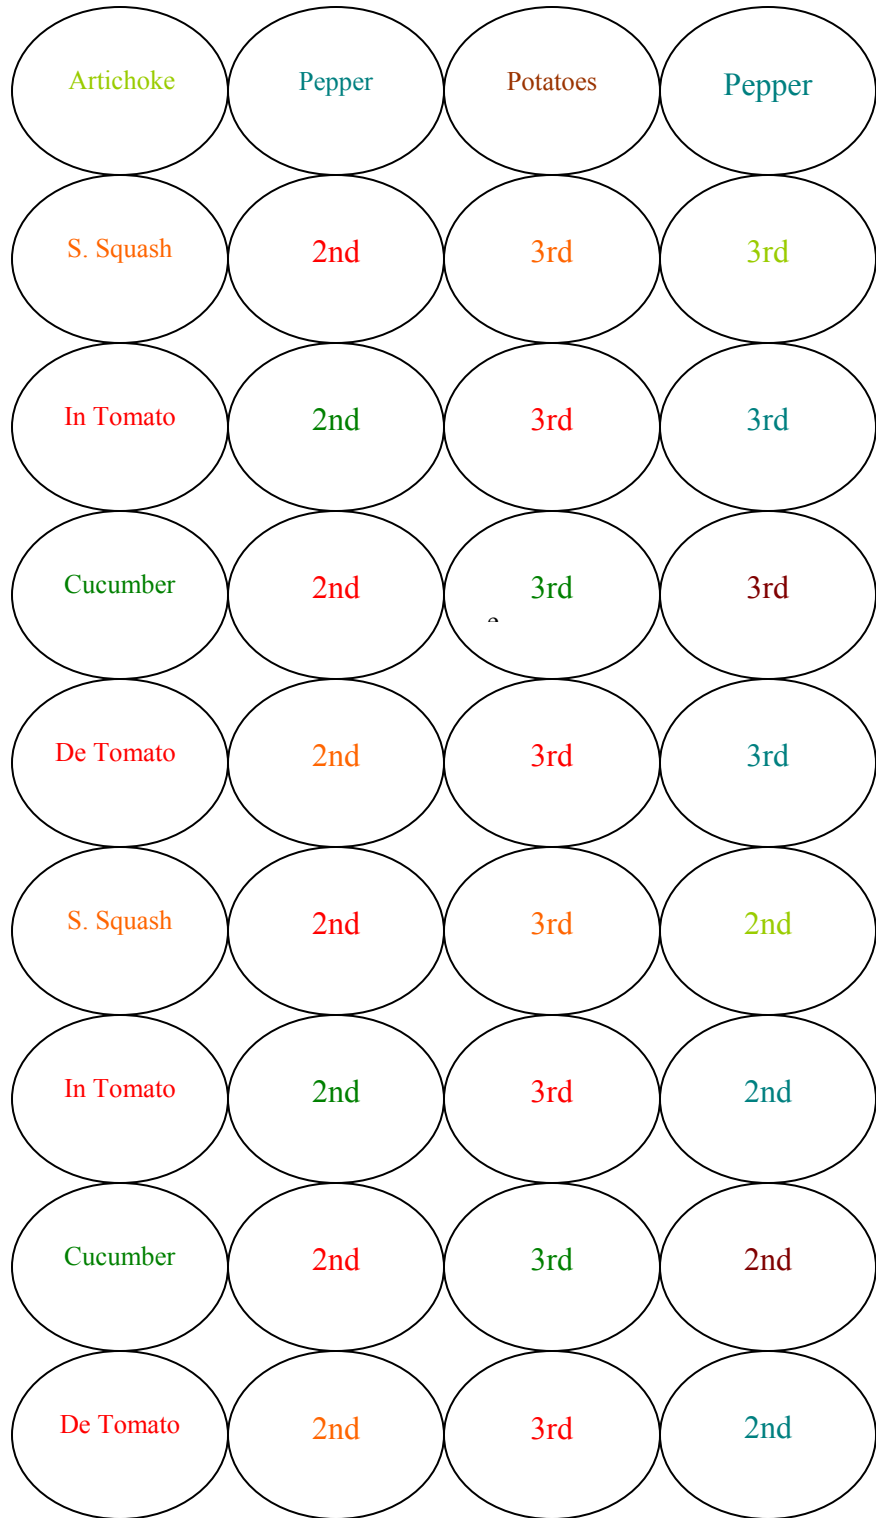 Artichoke Pepper Potatoes Pepper
S. Squash 2nd 3rd 3rd
In Tomato 2nd 3rd 3rd
Cucumber 2nd 3rd 3rd
De Tomato 2nd 3rd 3rd
S. Squash 2nd 3rd 2nd
In Tomato 2nd 3rd 2nd
Cucumber 2nd 3rd 2nd
De Tomato 2nd 3rd 2nd